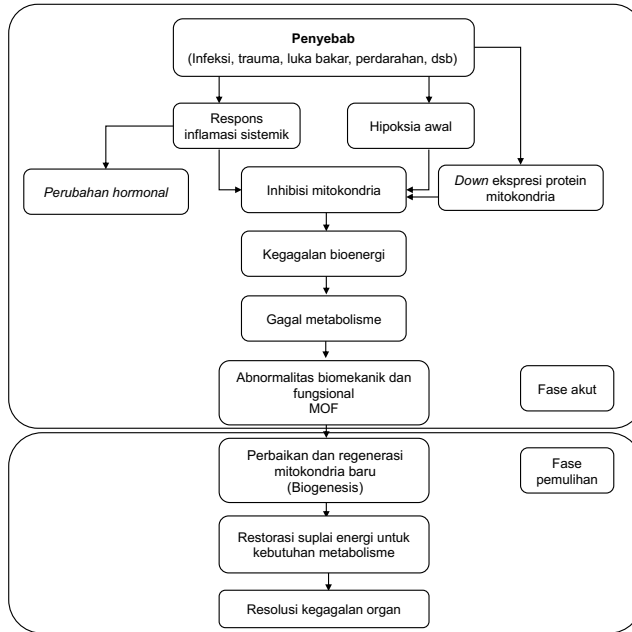 Penyebab
(Infeksi, trauma, luka bakar, perdarahan, dsb)
Respons
inflamasi sistemik
Hipoksia awal
Perubahan hormonal
Inhibisi mitokondria
Down ekspresi protein
mitokondria
Kegagalan bioenergi
Gagal metabolisme
Abnormalitas biomekanik dan
fungsional
MOF
Fase akut
Perbaikan dan regenerasi
mitokondria baru
(Biogenesis)
Fase
pemulihan
Restorasi suplai energi untuk
kebutuhan metabolisme
Resolusi kegagalan organ